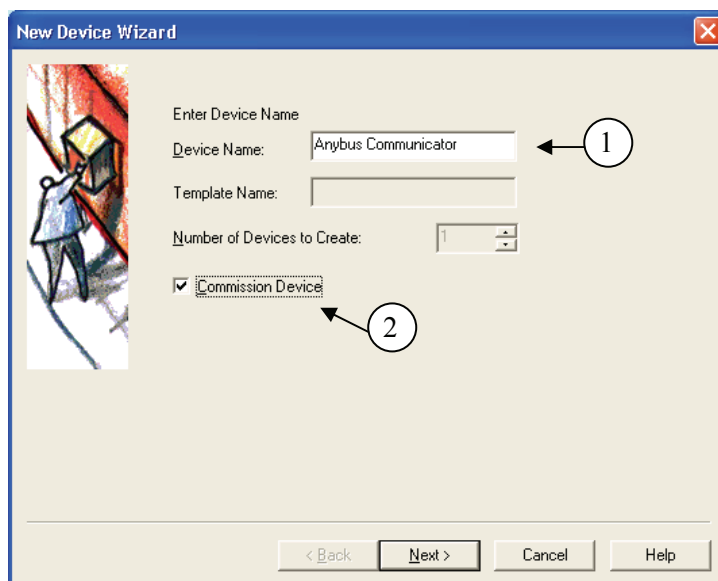 New Device Wizard
Enter Device Name
Device Name: Anybus Communicator
1
Template Name:
Number of Devices to Create: 1
Commission Device
2
< Back Next > Cancel Help